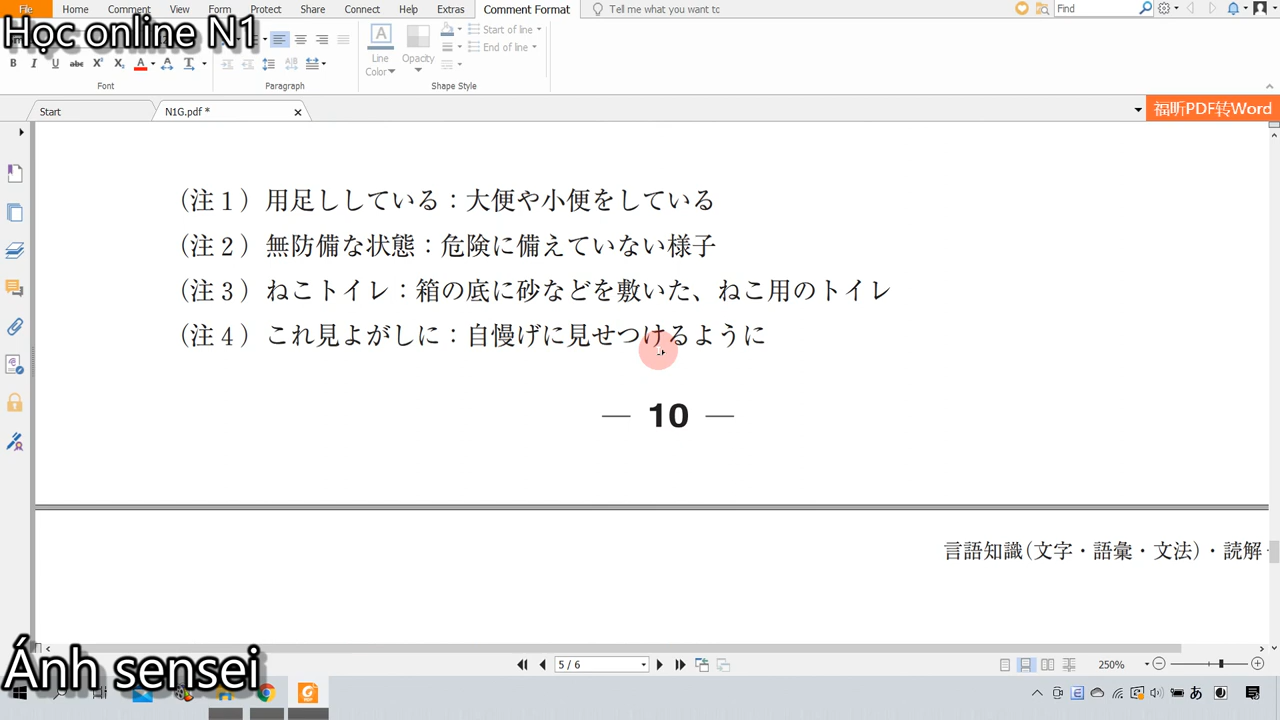 File Home Comment View Form Protect Share Connect Help Extras Comment Format Tell me what you want tc Find
Học online N1
Line Color Opacity Start of line
End of line
Font Paragraph Shape Style
Start N1G.pdf * 福昕PDF转Word
（注１）用足ししている：大便や小便をしている
（注２）無防備な状態：危険に備えていない様子
（注３）ねこトイレ：箱の底に砂などを敷いた、ねこ用のトイレ
（注４）これ見よがしに：自慢げに見せつけるように
— 10 —
言語知識(文字・語彙・文法)・読解
Ánh sensei
5 / 6 250%